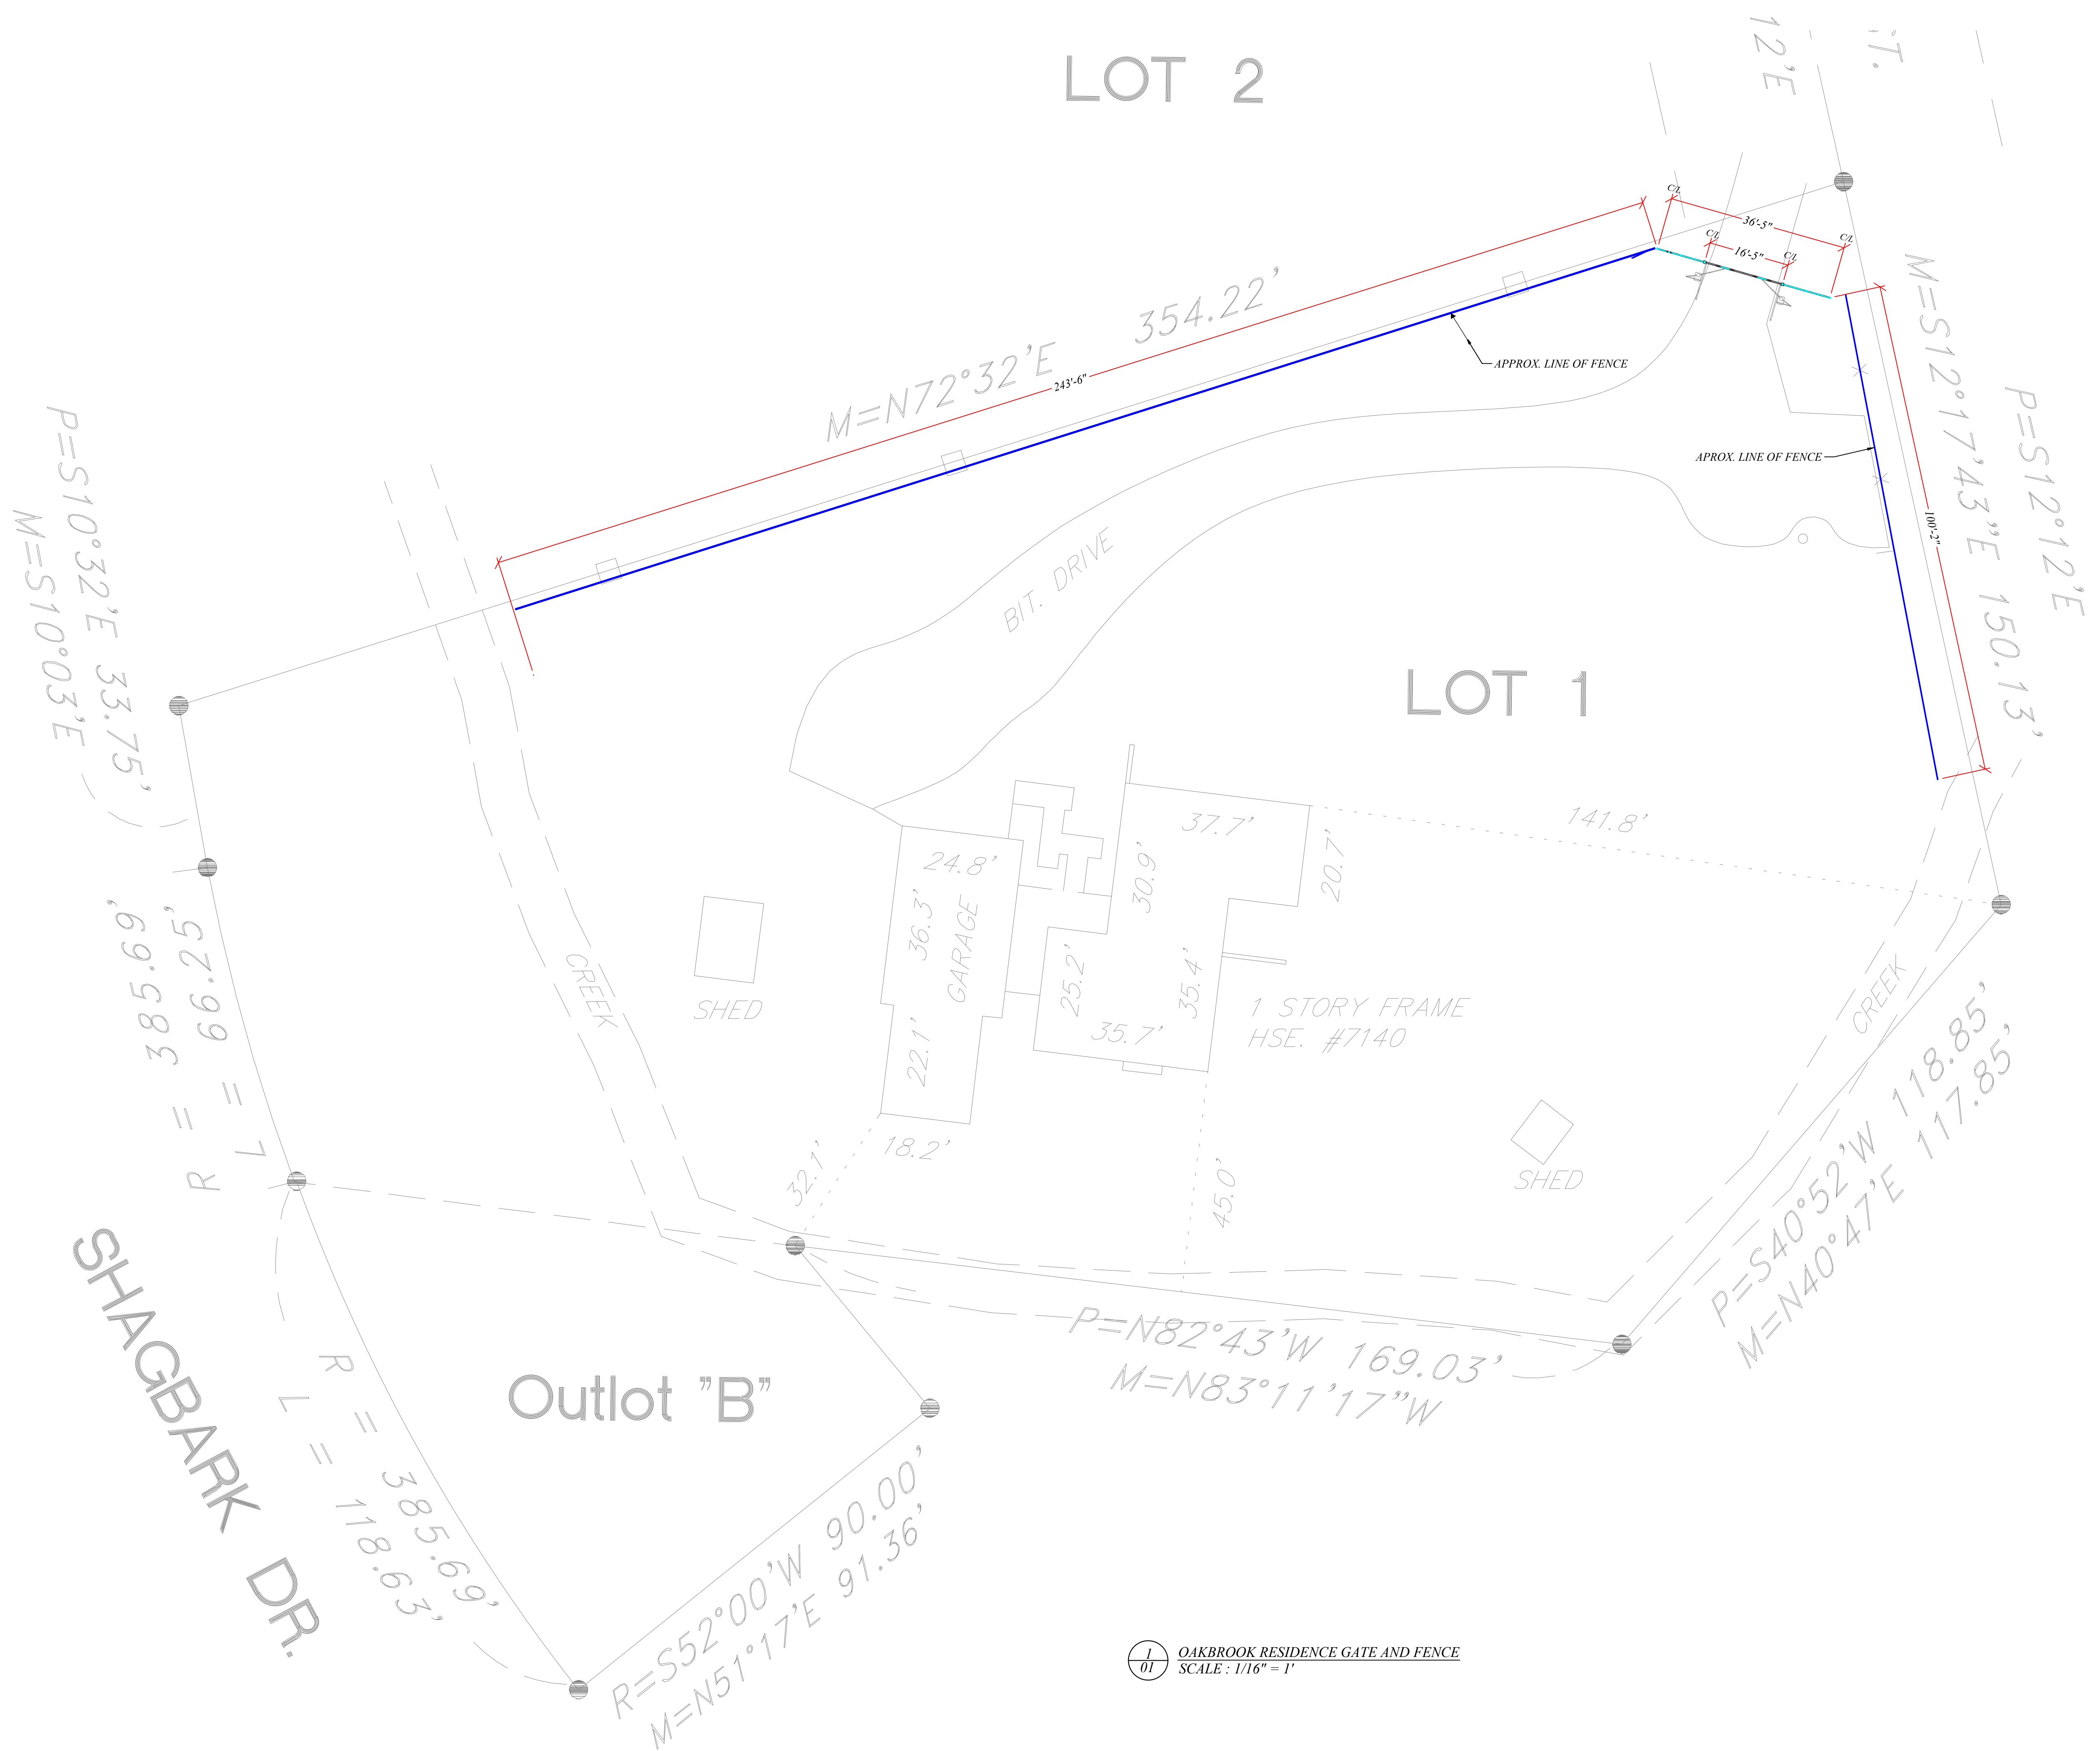 LOT 2
12'E
ST.
C/L
36'-5"
C/L
C/L
16'-5"
C/L
M=N72°32'E 354.22'
243'-6"
APPROX. LINE OF FENCE
APROX. LINE OF FENCE
100'-2"
M=S12°17'43"E 150.13'
P=S12°12'E
P=S10°32'E 33.75'
M=S10°03'E
BIT. DRIVE
LOT 1
141.8'
37.7'
20.7'
30.9'
24.8'
36.3'
GARAGE
25.2'
35.4'
35.7'
22.1'
18.2'
32.7'
45.0'
SHED
CREEK
1 STORY FRAME
HSE. #7140
SHED
CREEK
L = 66.25'
R = 385.69'
P=S40°52'W 118.85'
M=N40°47'E 117.85'
P=N82°43'W 169.03'
M=N83°11'17"W
SHAGBARK DR.
R = 385.69'
L = 118.63'
Outlot "B"
R=S52°00'W 90.00'
M=N51°17'E 91.36'
1
01
OAKBROOK RESIDENCE GATE AND FENCE
SCALE : 1/16" = 1'